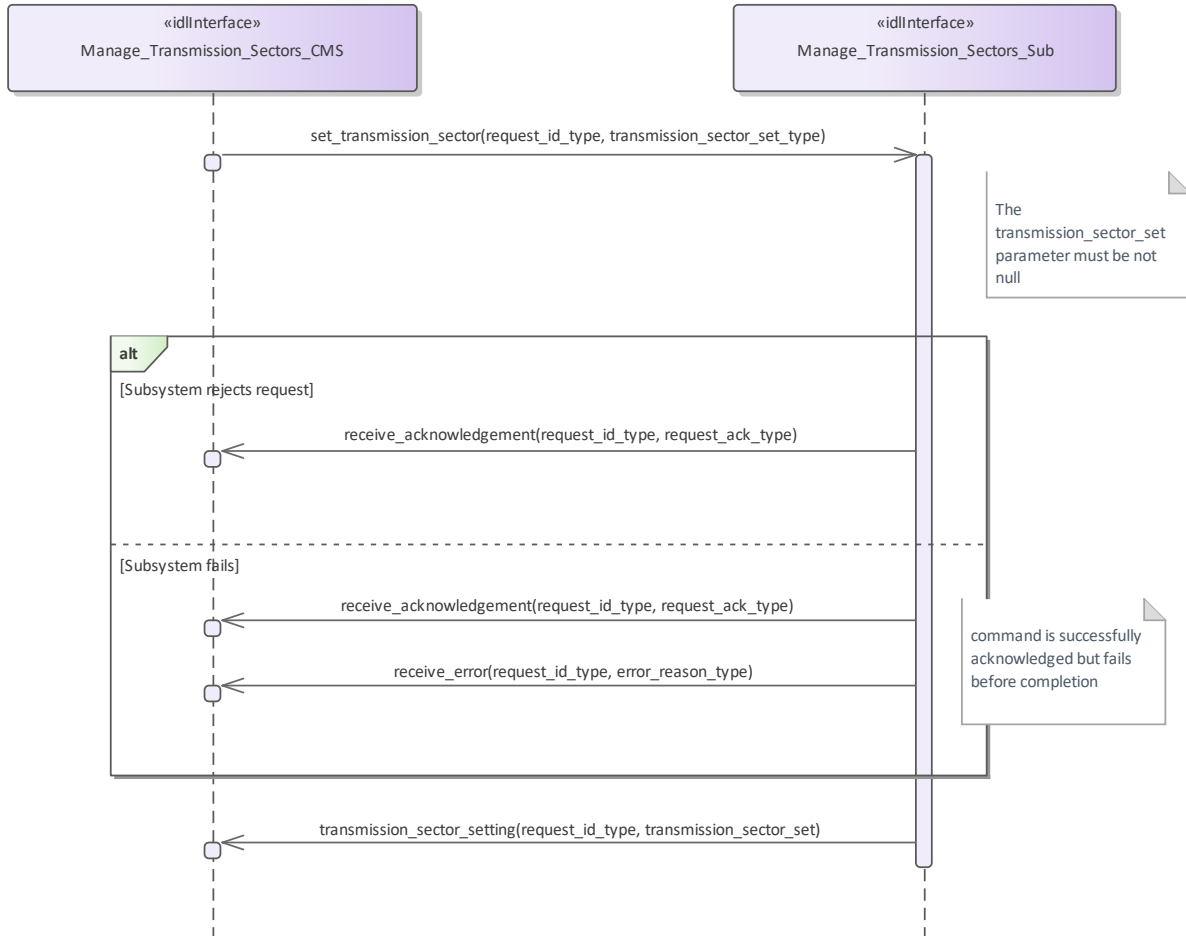 «idlInterface»
Manage_Transmission_Sectors_CMS
«idlInterface»
Manage_Transmission_Sectors_Sub
set_transmission_sector(request_id_type, transmission_sector_set_type)
The
transmission_sector_set
parameter must be not
null
alt
[Subsystem rejects request]
receive_acknowledgement(request_id_type, request_ack_type)
[Subsystem fails]
receive_acknowledgement(request_id_type, request_ack_type)
command is successfully
acknowledged but fails
before completion
receive_error(request_id_type, error_reason_type)
transmission_sector_setting(request_id_type, transmission_sector_set)